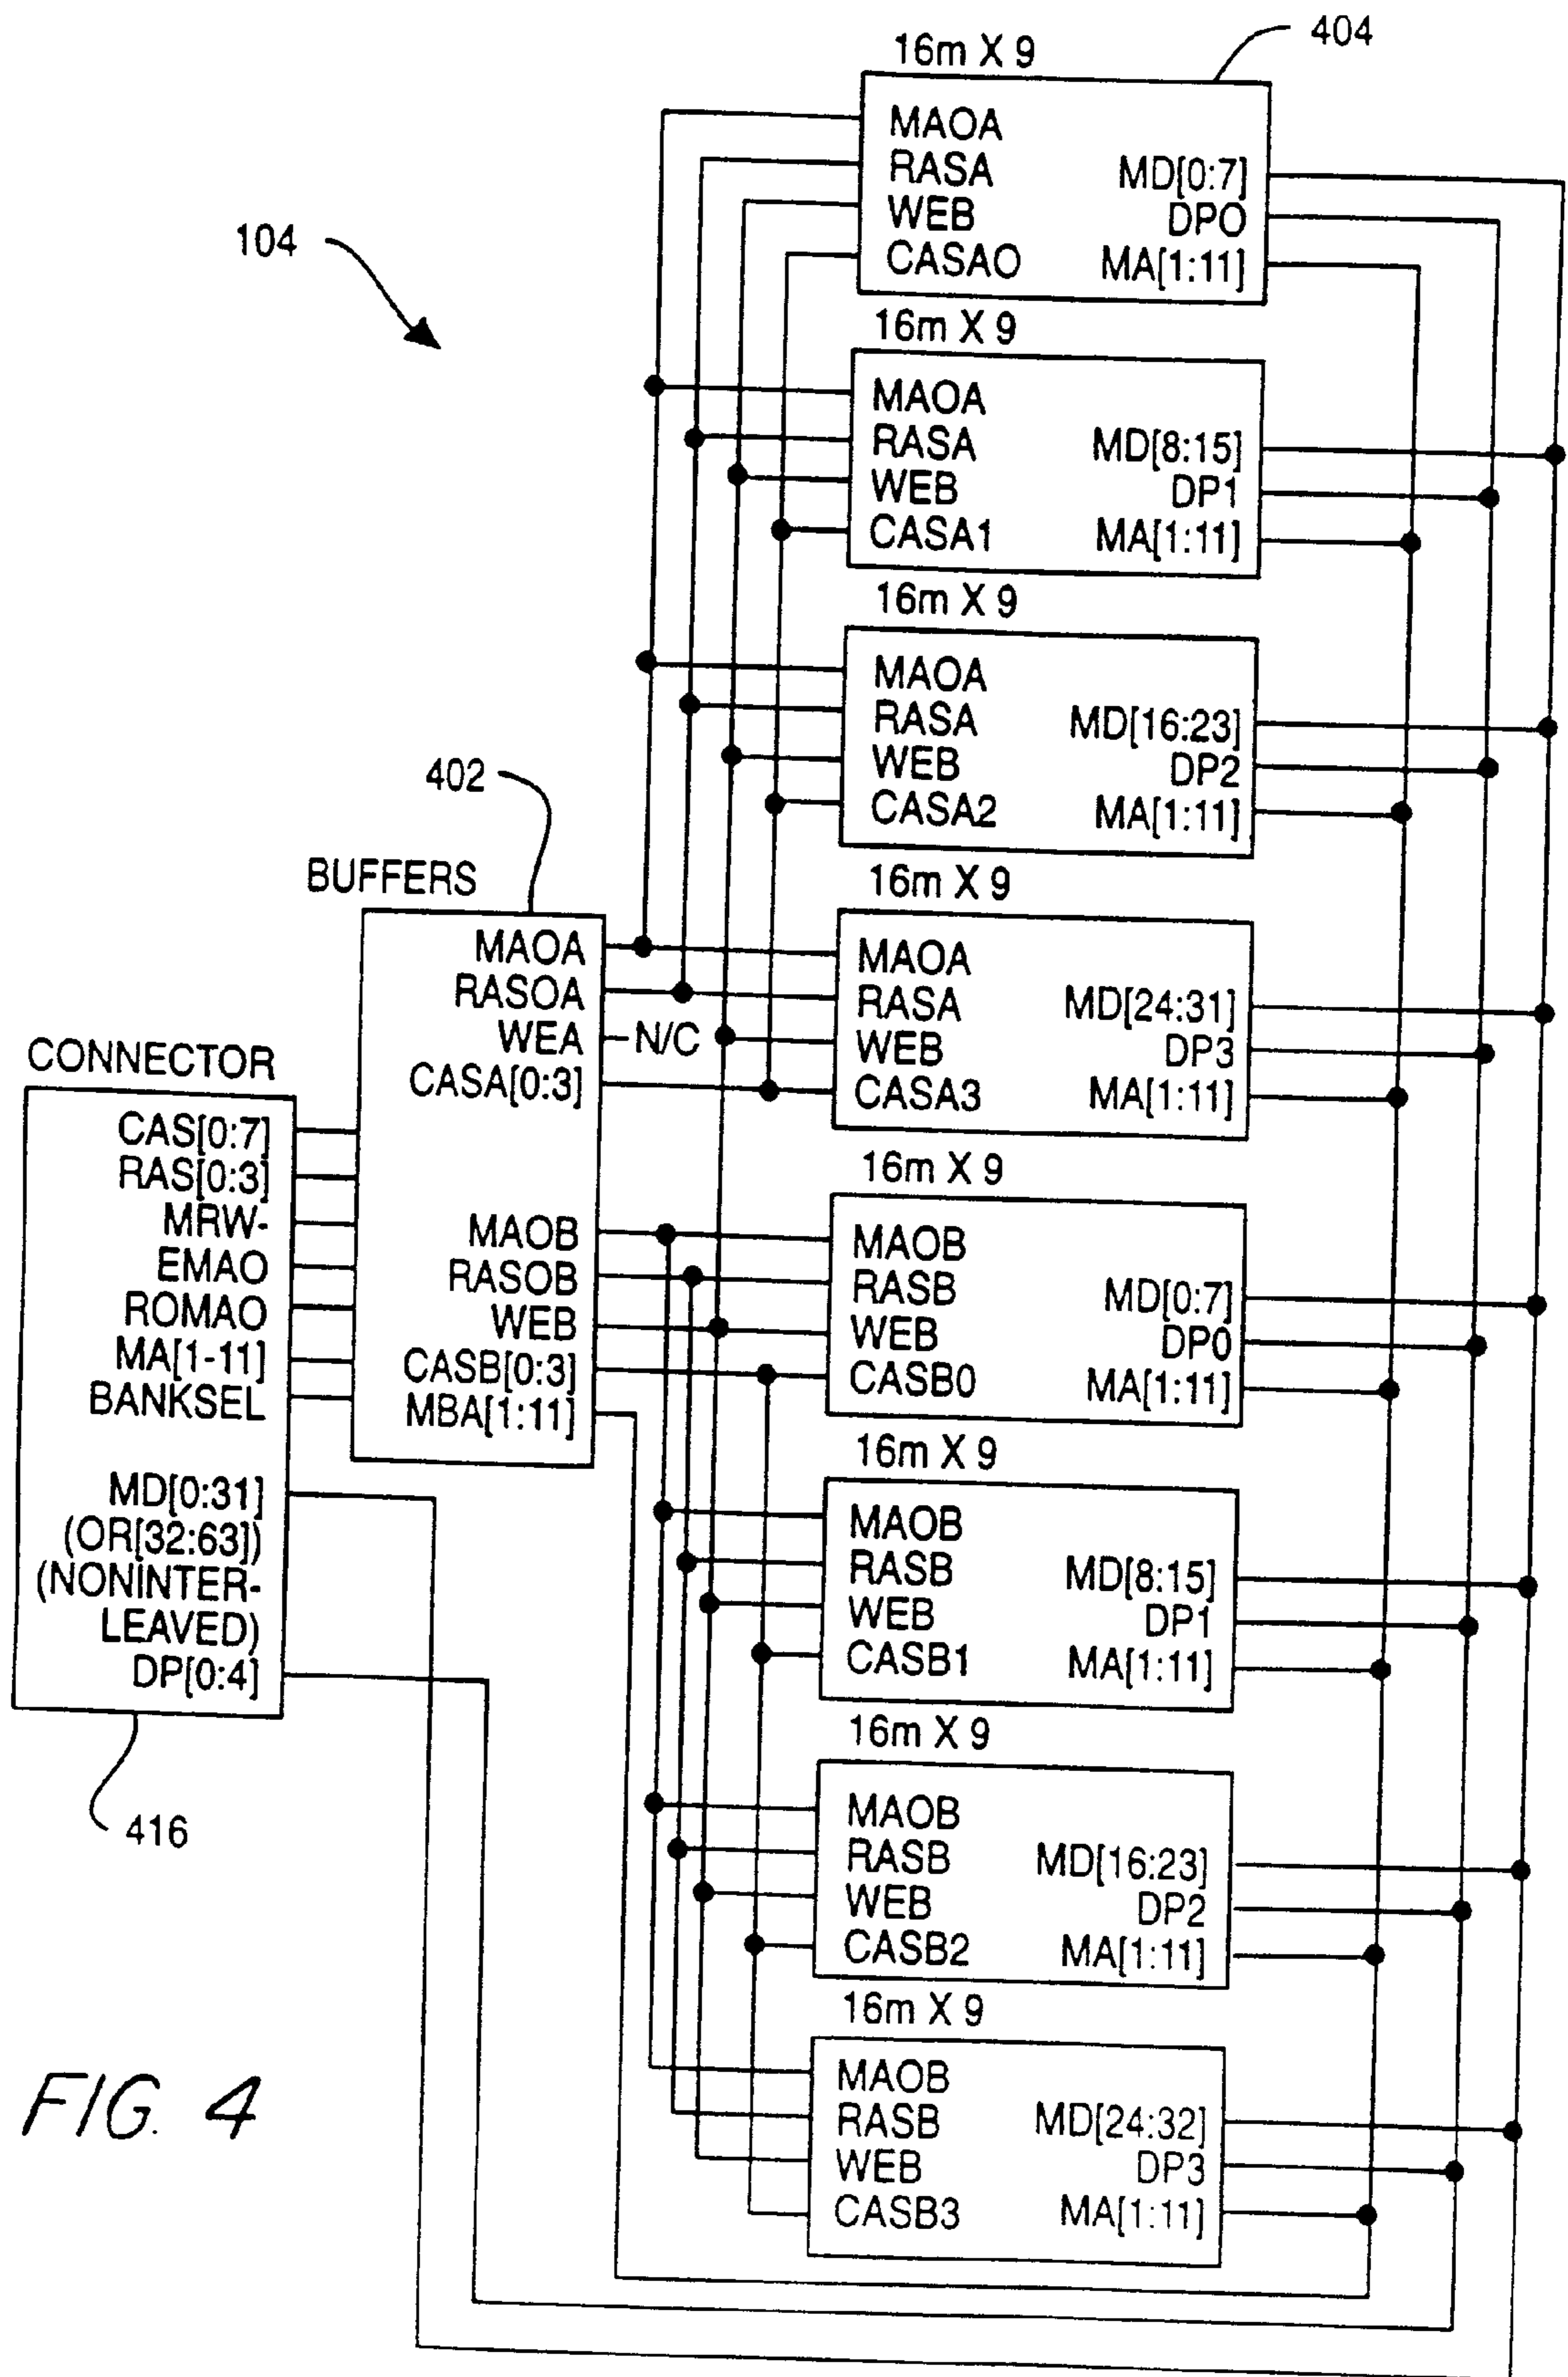 16m X 9
404
MAOA
RASA
WEB
CASAO
MD[0:7]
DPO
MA[1:11]
104
16m X 9
MAOA
RASA
WEB
CASA1
MD[8:15]
DP1
MA[1:11]
16m X 9
MAOA
RASA
WEB
CASA2
MD[16:23]
DP2
MA[1:11]
402
BUFFERS
MAOA
RASOA
WEA
N/C
CASA[0:3]
MAOB
RASOB
WEB
CASB[0:3]
MBA[1:11]
16m X 9
MAOA
RASA
WEB
CASA3
MD[24:31]
DP3
MA[1:11]
CONNECTOR
CAS[0:7]
RAS[0:3]
MRW-
EMAO
ROMAO
MA[1-11]
BANKSEL
MD[0:31]
(OR[32:63])
(NONINTER-
LEAVED)
DP[0:4]
416
16m X 9
MAOB
RASB
WEB
CASB0
MD[0:7]
DP0
MA[1:11]
16m X 9
MAOB
RASB
WEB
CASB1
MD[8:15]
DP1
MA[1:11]
16m X 9
MAOB
RASB
WEB
CASB2
MD[16:23]
DP2
MA[1:11]
16m X 9
MAOB
RASB
WEB
CASB3
MD[24:32]
DP3
MA[1:11]
FIG. 4